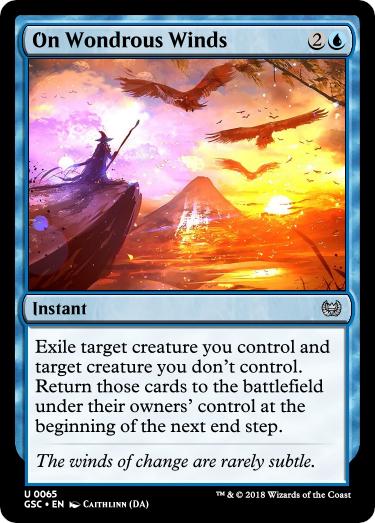 On Wondrous Winds 2
Instant
Exile target creature you control and
target creature you don't control.
Return those cards to the battlefield
under their owners' control at the
beginning of the next end step.
The winds of change are rarely subtle.
U 0065
GSC • EN CAITHLINN (DA)
™ & © 2018 Wizards of the Coast